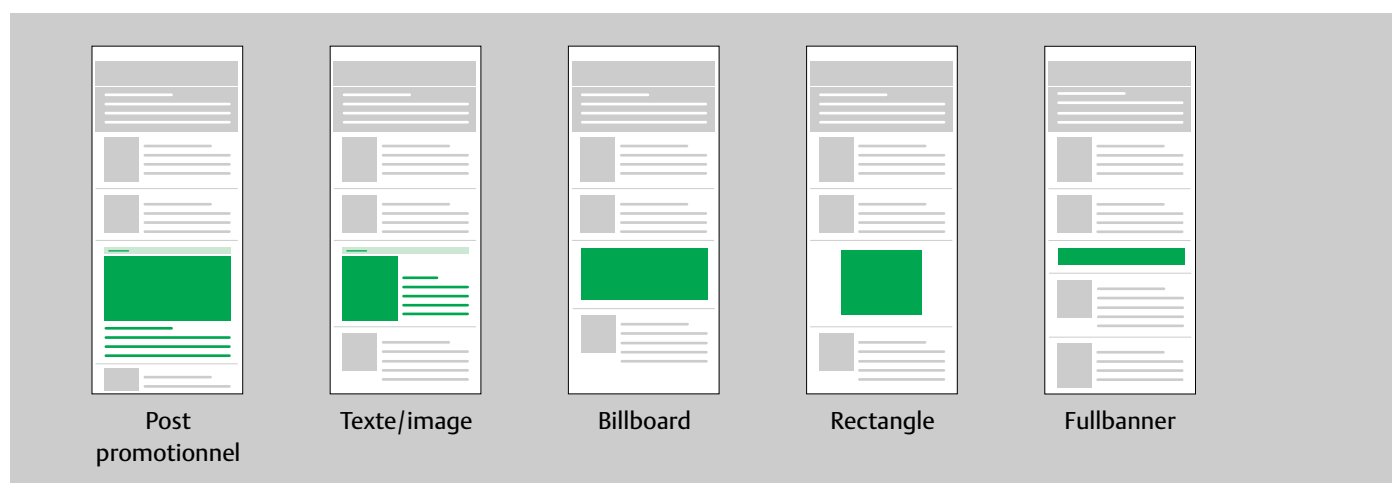 Post
promotionnel
Texte/image
Billboard
Rectangle
Fullbanner